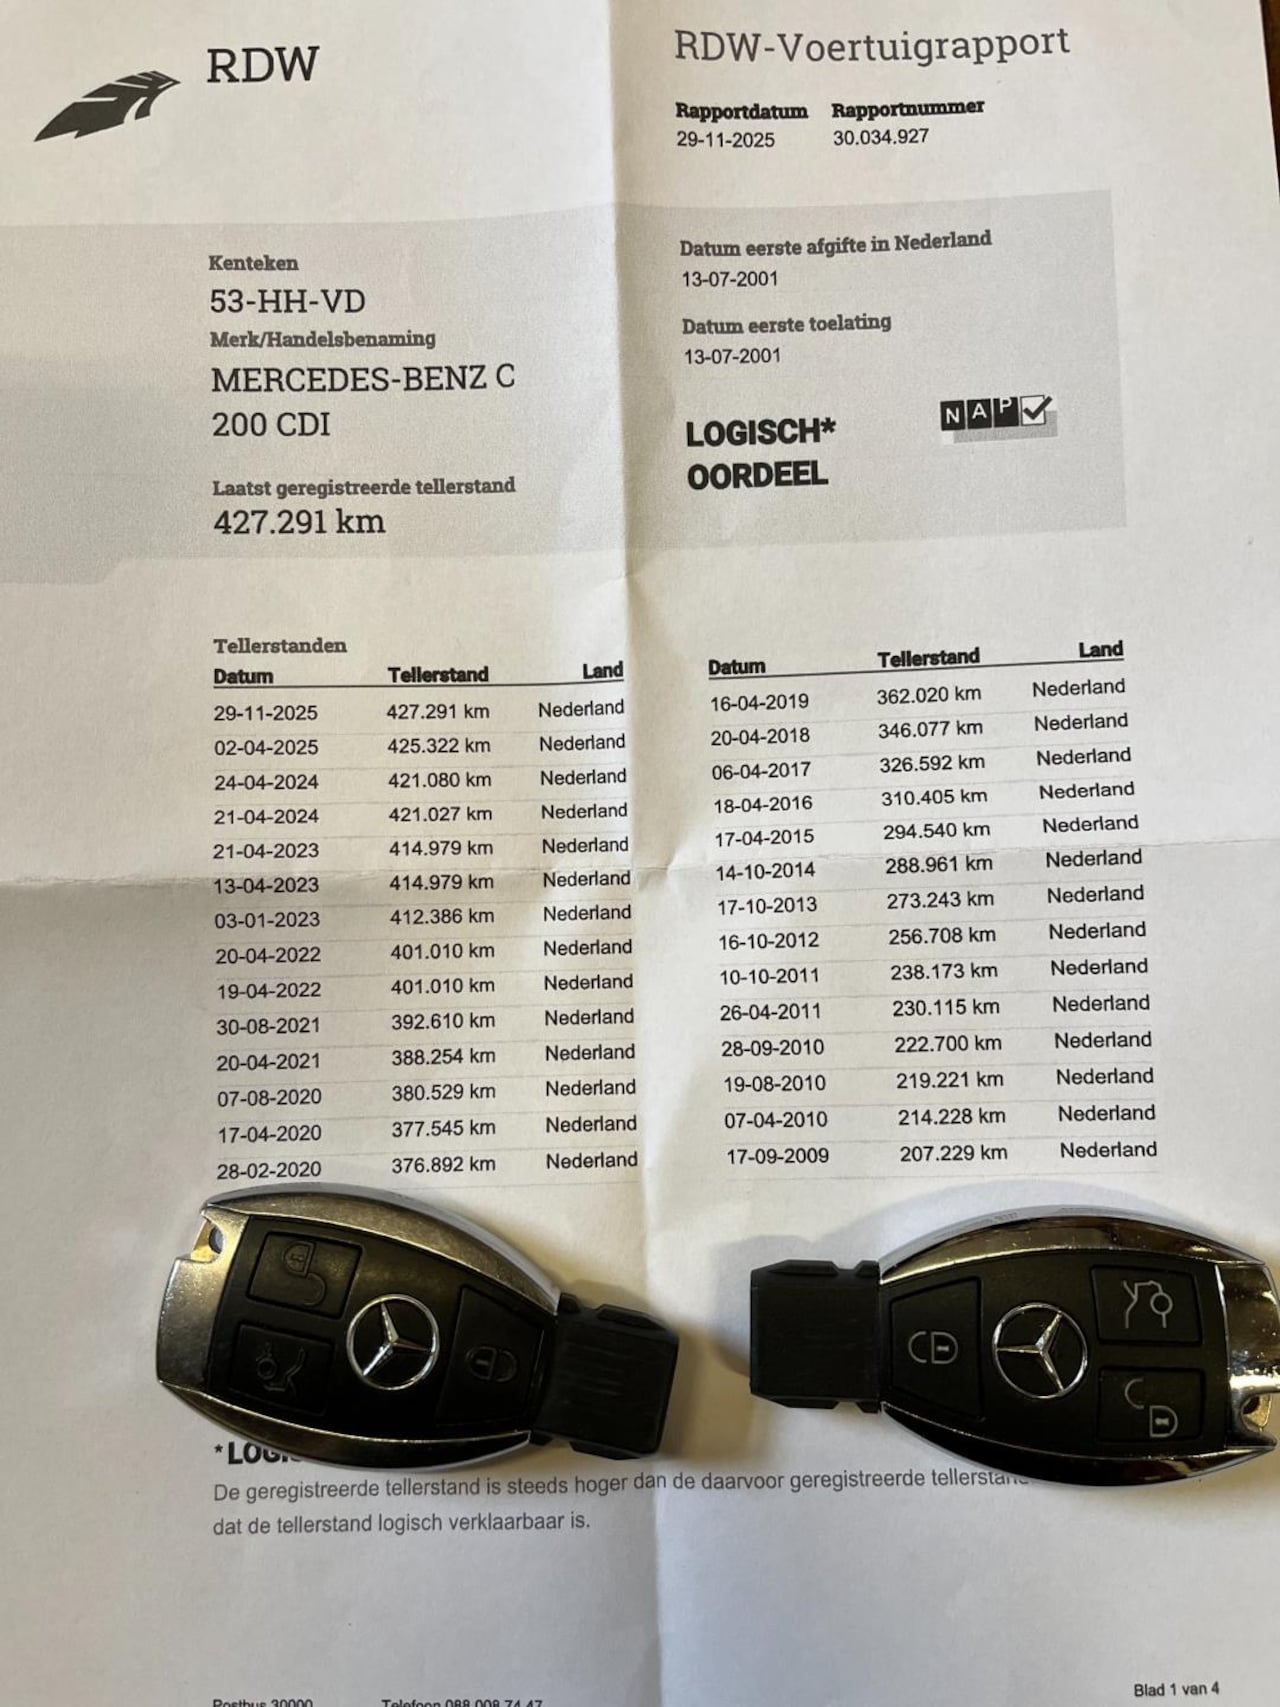 RDW
RDW-Voertuigrapport
Rapportdatum Rapportnummer
29-11-2025 30.034.927
Kenteken
53-HH-VD
Merk/Handelsbenaming
MERCEDES-BENZ C
200 CDI
Laatst geregistreerde tellerstand
427.291 km
Datum eerste afgifte in Nederland
13-07-2001
Datum eerste toelating
13-07-2001
LOGISCH*
OORDEEL
NAP
Tellerstanden
Datum Tellerstand Land
29-11-2025 427.291 km Nederland
02-04-2025 425.322 km Nederland
24-04-2024 421.080 km Nederland
21-04-2024 421.027 km Nederland
21-04-2023 414.979 km Nederland
13-04-2023 414.979 km Nederland
03-01-2023 412.386 km Nederland
20-04-2022 401.010 km Nederland
19-04-2022 401.010 km Nederland
30-08-2021 392.610 km Nederland
20-04-2021 388.254 km Nederland
07-08-2020 380.529 km Nederland
17-04-2020 377.545 km Nederland
28-02-2020 376.892 km Nederland
Datum Tellerstand Land
16-04-2019 362.020 km Nederland
20-04-2018 346.077 km Nederland
06-04-2017 326.592 km Nederland
18-04-2016 310.405 km Nederland
17-04-2015 294.540 km Nederland
14-10-2014 288.961 km Nederland
17-10-2013 273.243 km Nederland
16-10-2012 256.708 km Nederland
10-10-2011 238.173 km Nederland
26-04-2011 230.115 km Nederland
28-09-2010 222.700 km Nederland
19-08-2010 219.221 km Nederland
07-04-2010 214.228 km Nederland
17-09-2009 207.229 km Nederland
De geregistreerde tellerstand is steeds hoger dan de daarvoor geregistreerde
dat de tellerstand logisch verklaarbaar is.
Postbus 30000 Telefoon 088 008 74 47
Blad 1 van 4